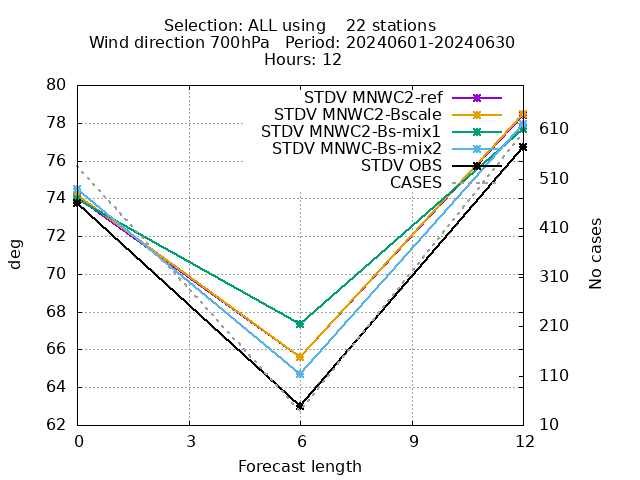 Selection: ALL using    22 stations
Wind direction 700hPa   Period: 20240601-20240630
Hours: 12
STDV MNWC2-ref
STDV MNWC2-Bscale
STDV MNWC2-Bs-mix1
STDV MNWC-Bs-mix2
STDV OBS
CASES
80
78
76
74
72
70
68
66
64
62
deg
610
510
410
310
210
110
10
No cases
0 3 6 9 12
Forecast length